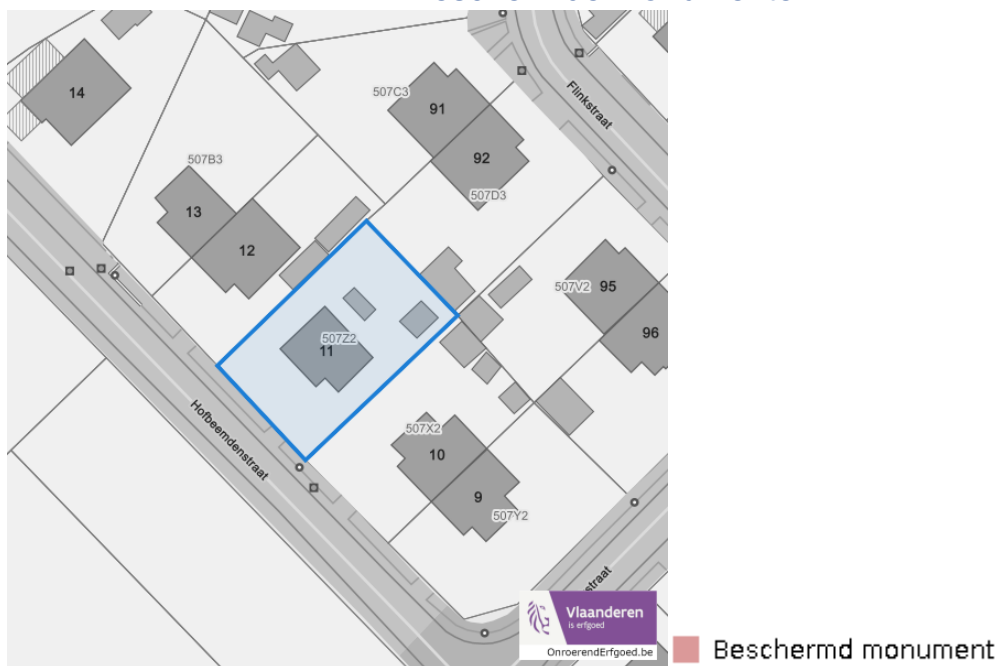 14
507C3
91
Flinkstraat
92
507B3
507D3
13
12
507V2
95
507Z2
11
96
Hofbeemdenstraat
507X2
10
9
507Y2
straat
Vlaanderen
is erfgoed
OnroerendErfgoed.be
Beschermd monument